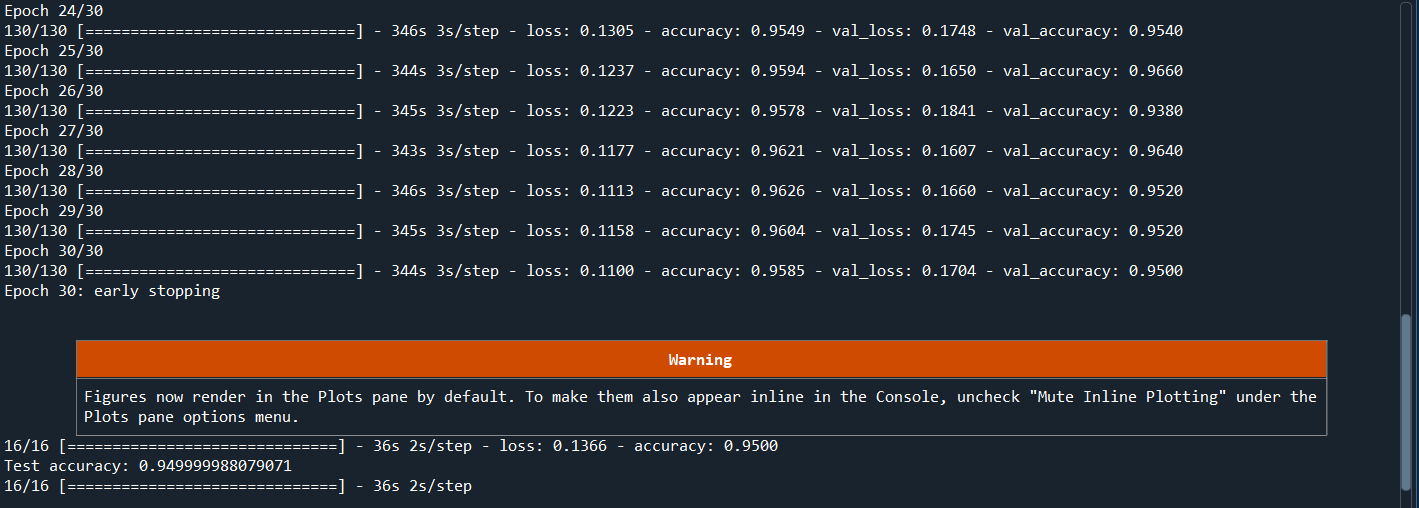 Epoch 24/30
130/130 [==============================] - 346s 3s/step - loss: 0.1305 - accuracy: 0.9549 - val_loss: 0.1748 - val_accuracy: 0.9540
Epoch 25/30
130/130 [==============================] - 344s 3s/step - loss: 0.1237 - accuracy: 0.9594 - val_loss: 0.1650 - val_accuracy: 0.9660
Epoch 26/30
130/130 [==============================] - 345s 3s/step - loss: 0.1223 - accuracy: 0.9578 - val_loss: 0.1841 - val_accuracy: 0.9380
Epoch 27/30
130/130 [==============================] - 343s 3s/step - loss: 0.1177 - accuracy: 0.9621 - val_loss: 0.1607 - val_accuracy: 0.9640
Epoch 28/30
130/130 [==============================] - 346s 3s/step - loss: 0.1113 - accuracy: 0.9626 - val_loss: 0.1660 - val_accuracy: 0.9520
Epoch 29/30
130/130 [==============================] - 345s 3s/step - loss: 0.1158 - accuracy: 0.9604 - val_loss: 0.1745 - val_accuracy: 0.9520
Epoch 30/30
130/130 [==============================] - 344s 3s/step - loss: 0.1100 - accuracy: 0.9585 - val_loss: 0.1704 - val_accuracy: 0.9500
Epoch 30: early stopping
Warning
Figures now render in the Plots pane by default. To make them also appear inline in the Console, uncheck "Mute Inline Plotting" under the
Plots pane options menu.
16/16 [==============================] - 36s 2s/step - loss: 0.1366 - accuracy: 0.9500
Test accuracy: 0.949999988079071
16/16 [==============================] - 36s 2s/step